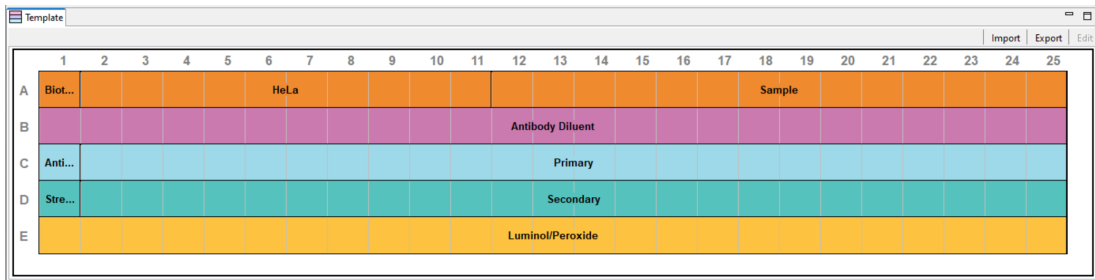 Template
Import Export Edit
1 2 3 4 5 6 7 8 9 10 11 12 13 14 15 16 17 18 19 20 21 22 23 24 25
A Biot... HeLa Sample
B Antibody Diluent
C Anti... Primary
D Stre... Secondary
E Luminol/Peroxide